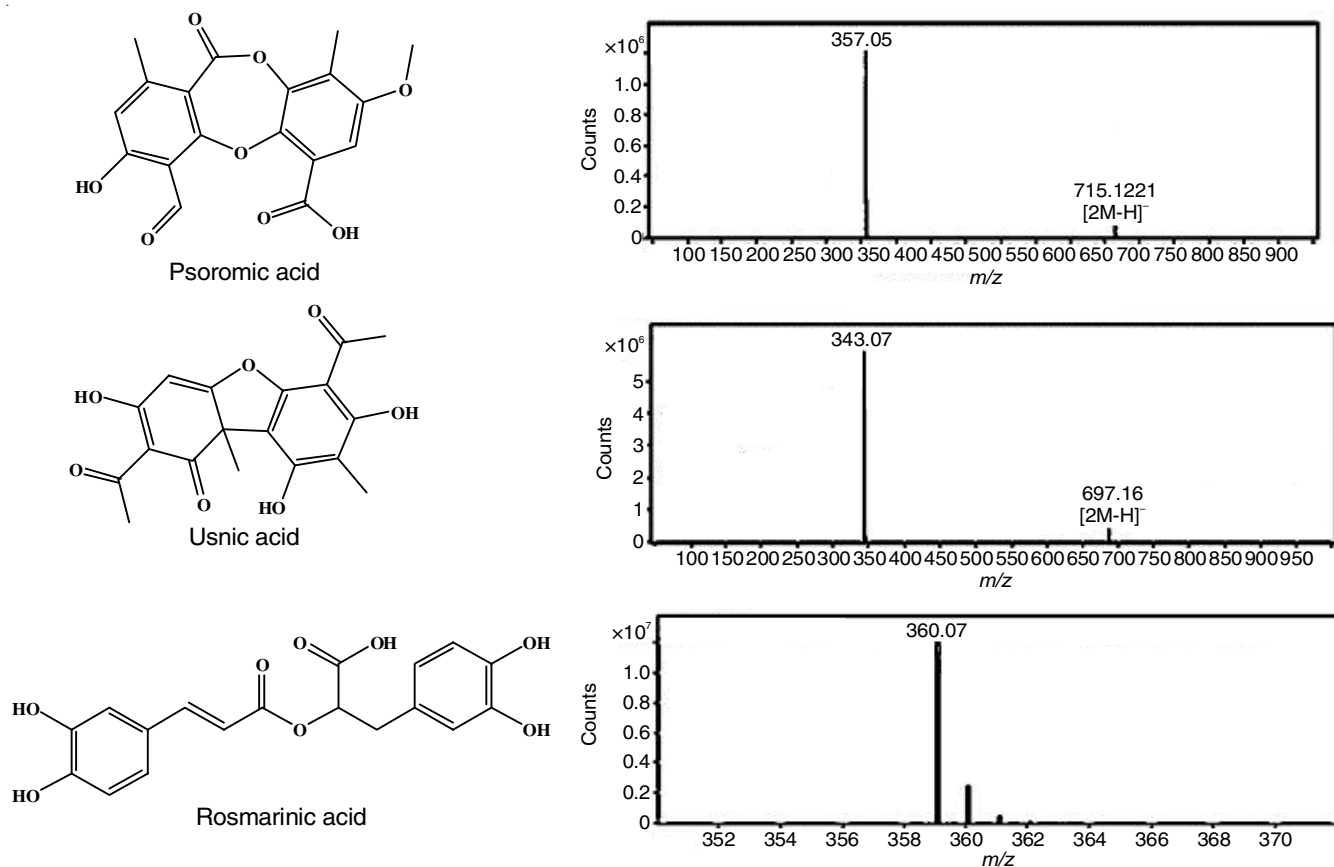 O
O
O
O
HO
O
O
OH
Psoromic acid
×10⁶
1.0
0.8
0.6
0.4
0.2
0
Counts
357.05
715.1221
[2M-H]⁻
100 150 200 250 300 350 400 450 500 550 600 650 700 750 800 850 900
m/z
O
O
HO
OH
O
O
HO
Usnic acid
×10⁶
5
4
3
2
1
0
Counts
343.07
697.16
[2M-H]⁻
100 150 200 250 300 350 400 450 500 550 600 650 700 750 800 850 900 950
m/z
O
OH
O
OH
HO
O
OH
HO
Rosmarinic acid
×10⁷
1.0
0.8
0.6
0.4
0.2
0
Counts
360.07
352 354 356 358 360 362 364 366 368 370
m/z